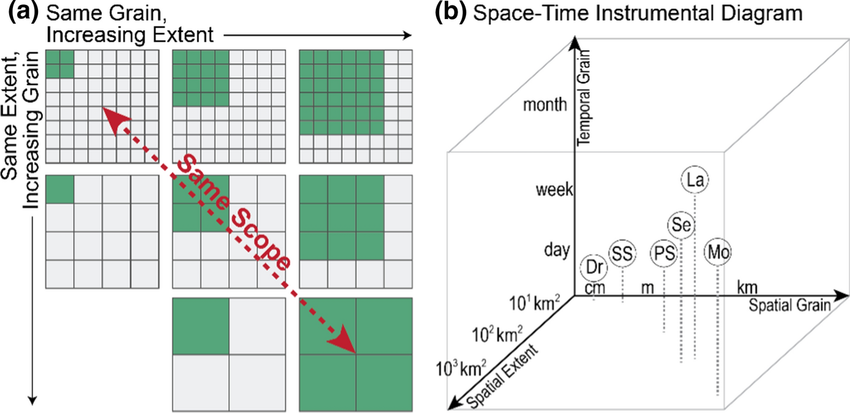 (a) Same Grain,
Increasing Extent
Same Extent,
Increasing Grain
Same Scope
(b) Space-Time Instrumental Diagram
Temporal Grain
month
week
day
La
Se
Dr
SS
PS
Mo
cm
m
km
Spatial Grain
10¹ km²
10² km²
10³ km²
Spatial Extent